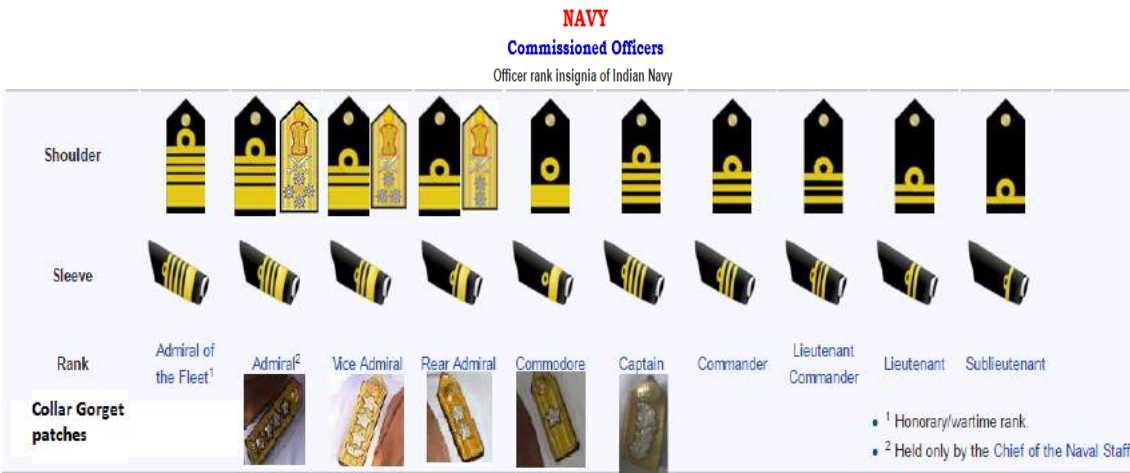 NAVY
Commissioned Officers
Officer rank insignia of Indian Navy
Shoulder
Sleeve
Rank
Admiral of
the Fleet¹
Admiral²
Vice Admiral
Rear Admiral
Commodore
Captain
Commander
Lieutenant
Commander
Lieutenant
Sublieutenant
Collar Gorget
patches
• ¹ Honorary/wartime rank.
• ² Held only by the Chief of the Naval Staff